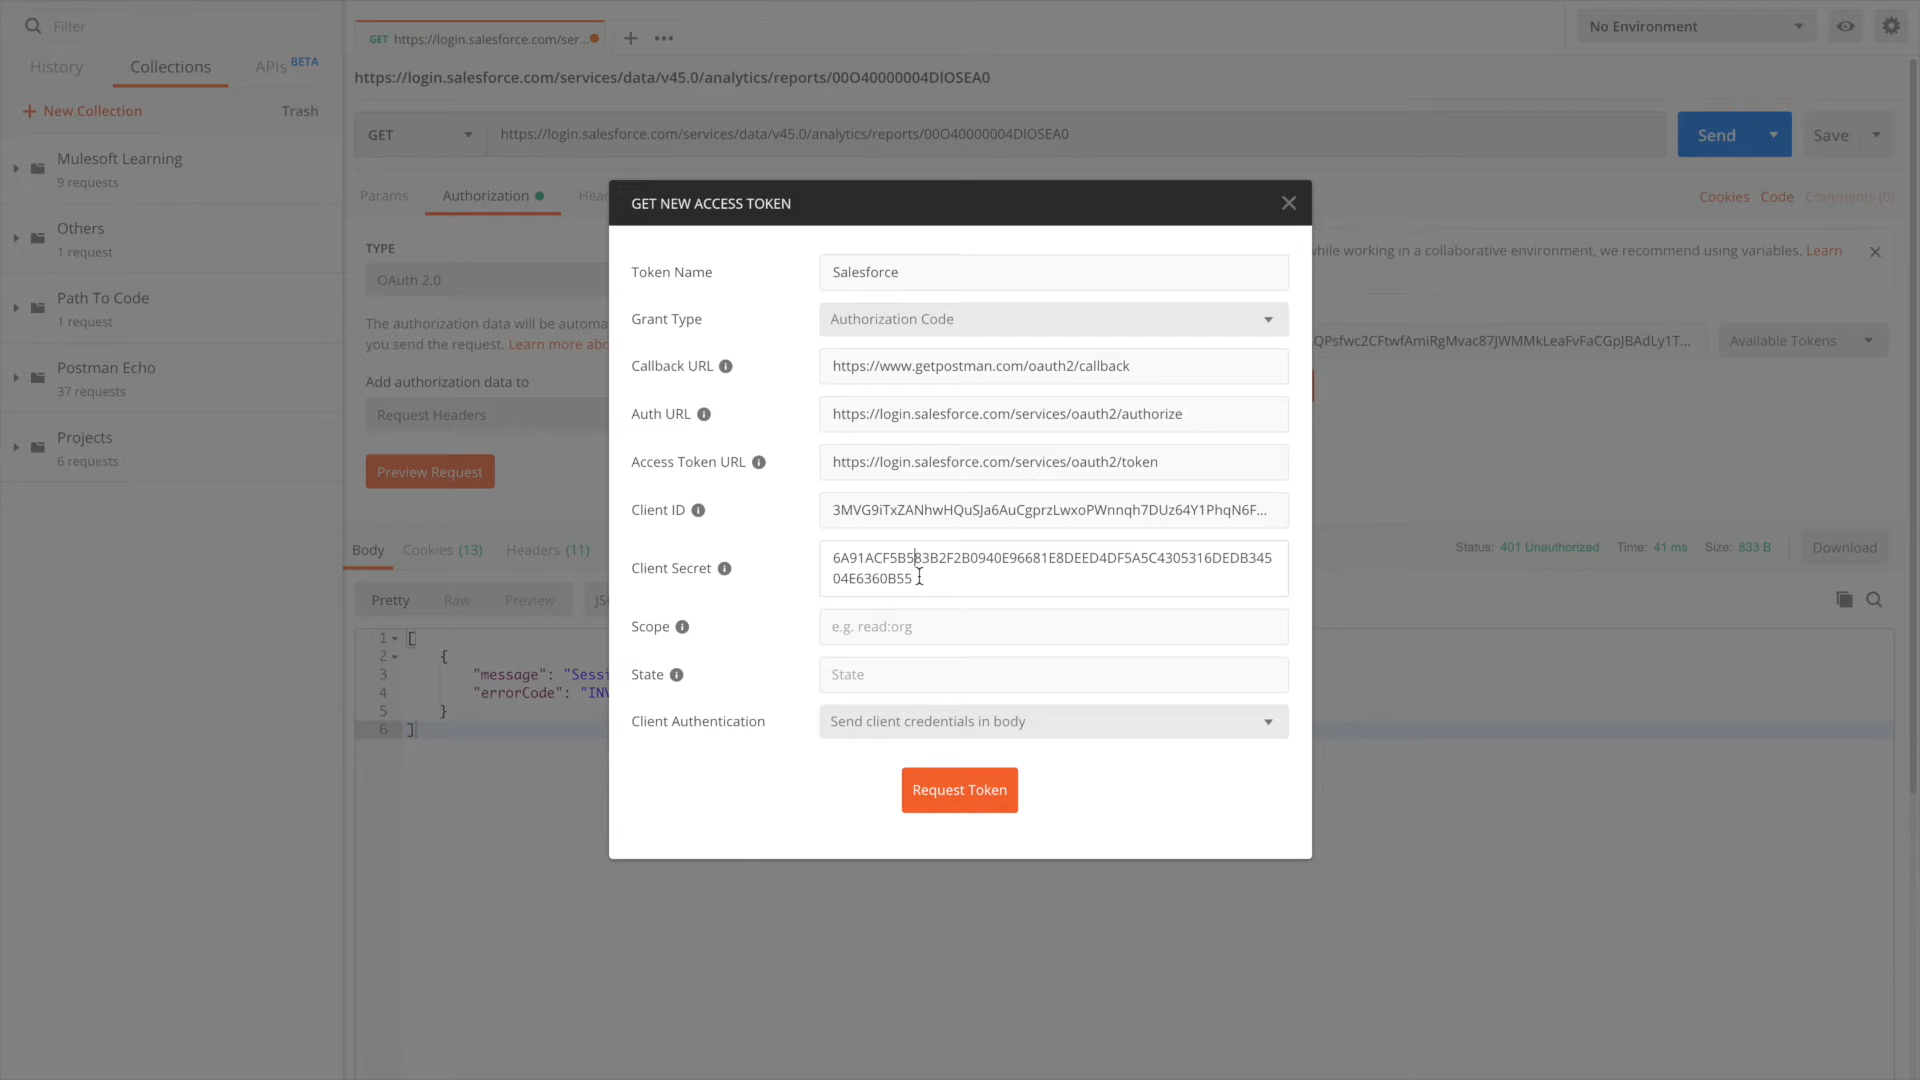 Filter
History
Collections
APIs BETA
+ New Collection
Trash
Mulesoft Learning
9 requests
Others
1 request
Path To Code
1 request
Postman Echo
37 requests
Projects
6 requests
GET https://login.salesforce.com/ser...
No Environment
https://login.salesforce.com/services/data/v45.0/analytics/reports/00O40000004DIOSEA0
GET
https://login.salesforce.com/services/data/v45.0/analytics/reports/00O40000004DIOSEA0
Send
Save
Params
Authorization
Hea
Cookies
Code
Comments (0)
TYPE
OAuth 2.0
The authorization data will be automa
you send the request. Learn more abo
Add authorization data to
Request Headers
Preview Request
while working in a collaborative environment, we recommend using variables. Learn
QPsfwc2CFtwfAmiRgMvac87JWMMkLeaFvFaCGpJBAdLy1T...
Available Tokens
GET NEW ACCESS TOKEN
Token Name
Salesforce
Grant Type
Authorization Code
Callback URL
https://www.getpostman.com/oauth2/callback
Auth URL
https://login.salesforce.com/services/oauth2/authorize
Access Token URL
https://login.salesforce.com/services/oauth2/token
Client ID
3MVG9iTxZANhwHQuSJa6AuCgprzLwxoPWnnqh7DUz64Y1PhqN6F...
Client Secret
6A91ACF5B583B2F2B0940E96681E8DEED4DF5A5C4305316DEDB345
04E6360B55
Scope
e.g. read:org
State
State
Client Authentication
Send client credentials in body
Request Token
Body
Cookies (13)
Headers (11)
Status: 401 Unauthorized
Time: 41 ms
Size: 833 B
Download
Pretty
Raw
Preview
JS
1 [
2 {
3 "message": "Sessi
4 "errorCode": "INV
5 }
6 ]